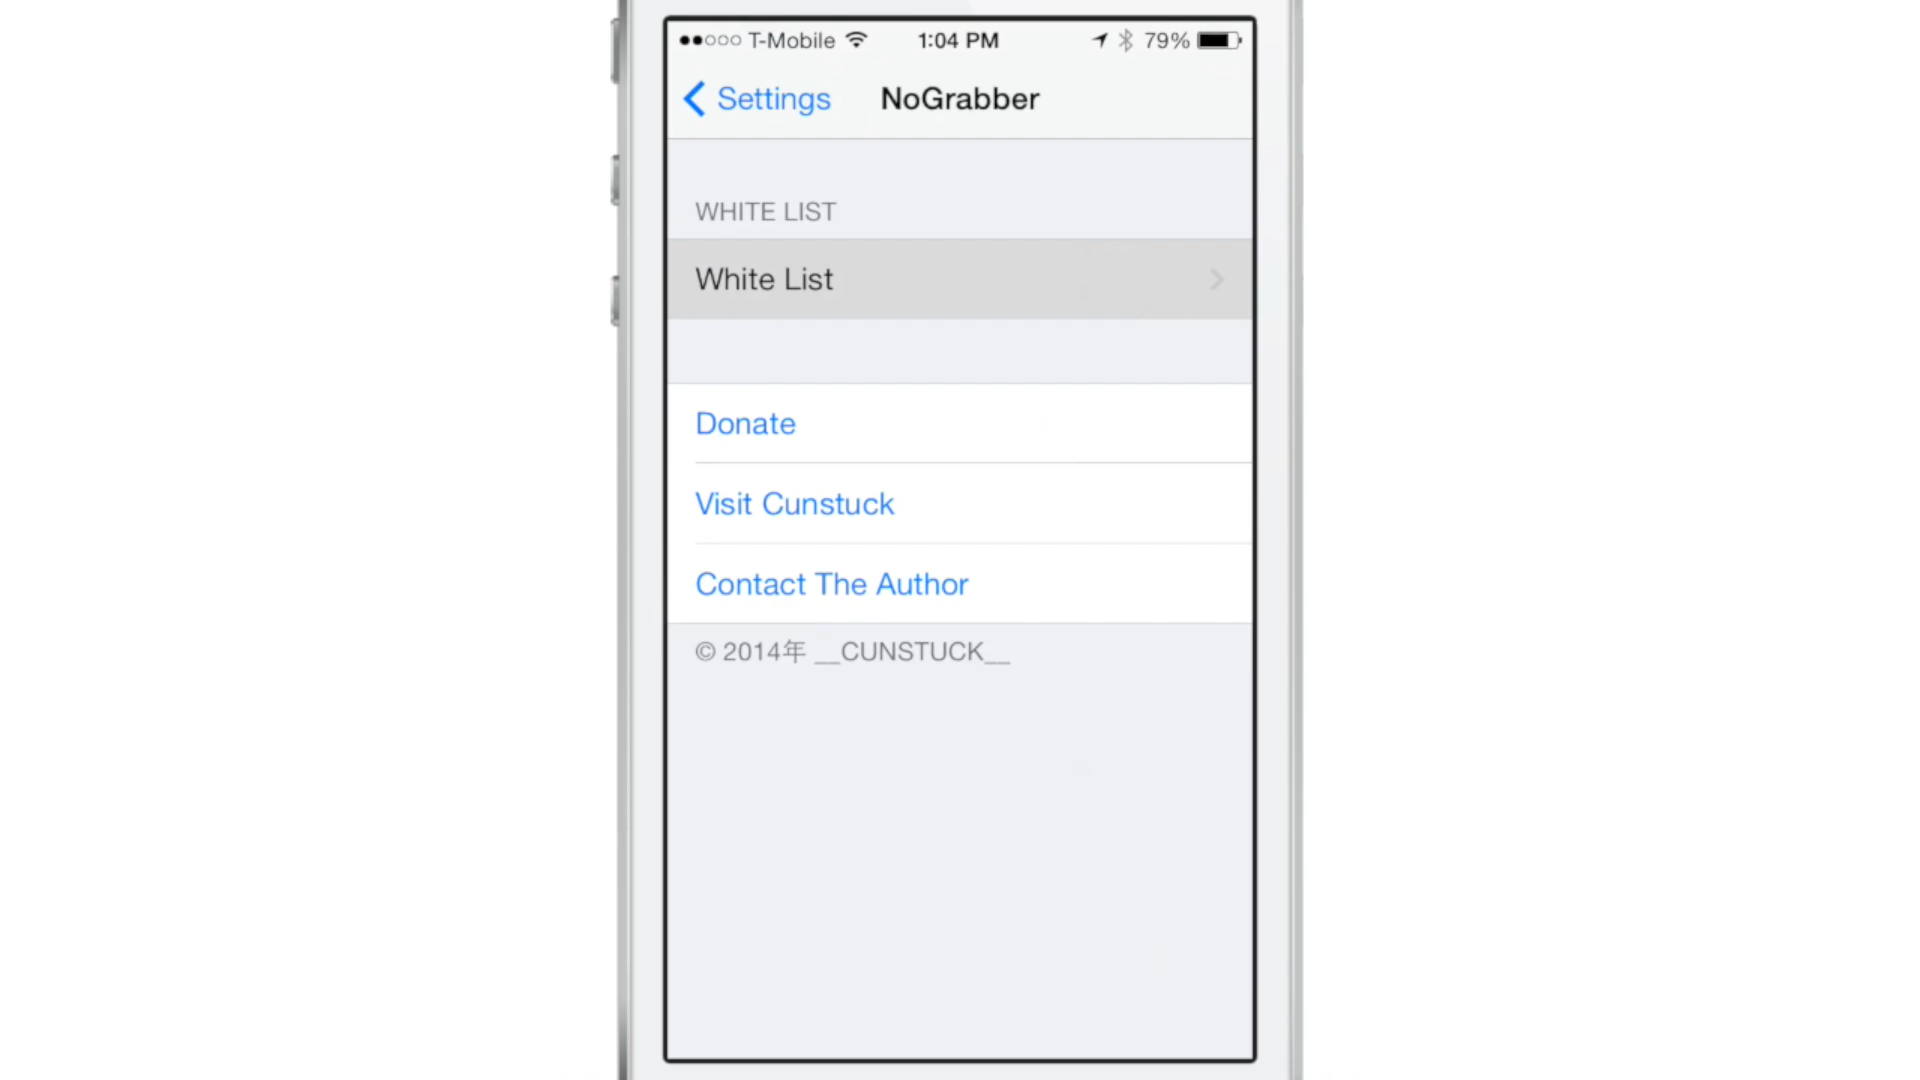 T-Mobile 1:04 PM 79%
Settings NoGrabber
WHITE LIST
White List
Donate
Visit Cunstuck
Contact The Author
© 2014年 __CUNSTUCK__